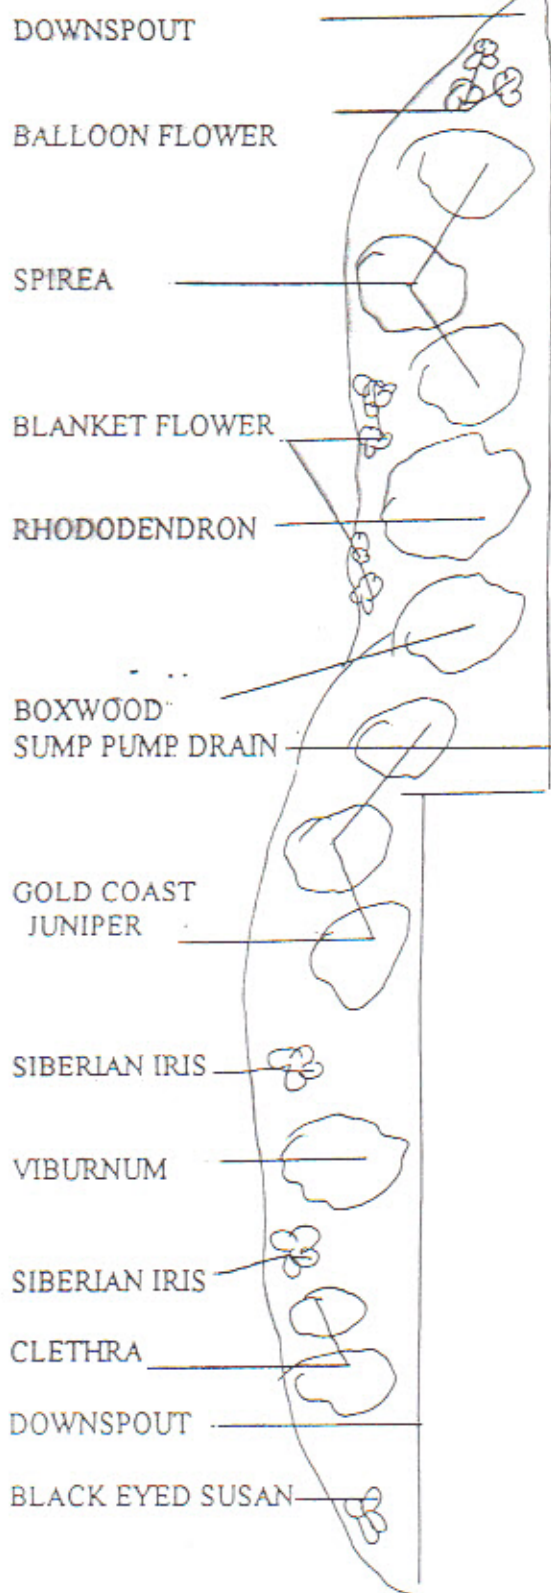 DOWNSPOUT
BALLOON FLOWER
SPIREA
BLANKET FLOWER
RHODODENDRON
BOXWOOD
SUMP PUMP DRAIN
GOLD COAST
JUNIPER
SIBERIAN IRIS
VIBURNUM
SIBERIAN IRIS
CLETHRA
DOWNSPOUT
BLACK EYED SUSAN